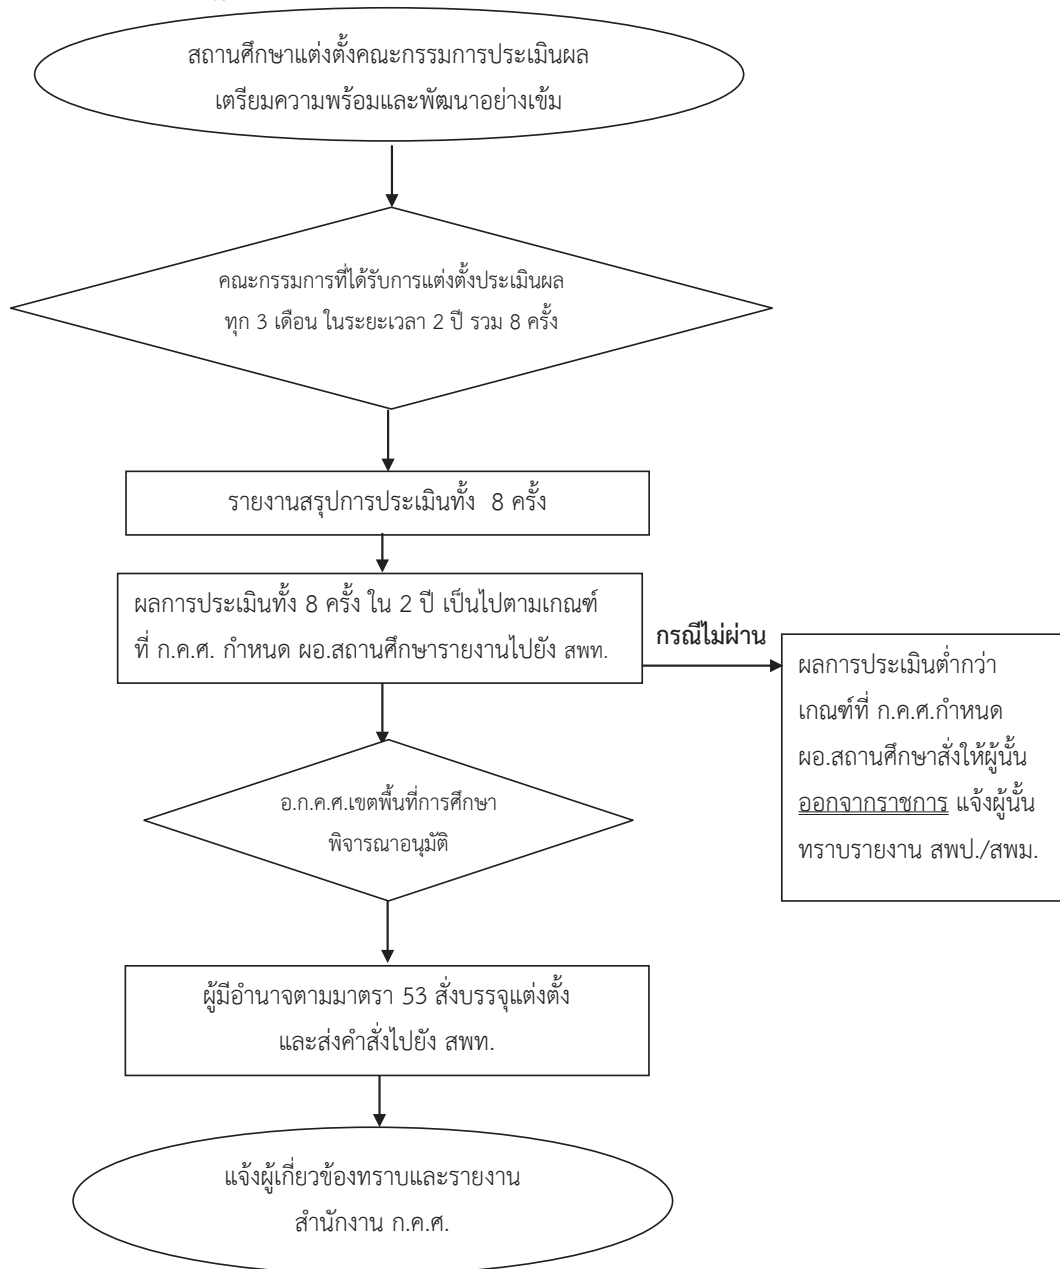 สถานศึกษาแต่งตั้งคณะกรรมการประเมินผล
เตรียมความพร้อมและพัฒนาอย่างเข้ม
คณะกรรมการที่ได้รับการแต่งตั้งประเมินผล
ทุก 3 เดือน ในระยะเวลา 2 ปี รวม 8 ครั้ง
รายงานสรุปการประเมินทั้ง 8 ครั้ง
ผลการประเมินทั้ง 8 ครั้ง ใน 2 ปี เป็นไปตามเกณฑ์
ที่ ก.ค.ศ. กำหนด ผอ.สถานศึกษารายงานไปยัง สพท.
กรณีไม่ผ่าน
ผลการประเมินต่ำกว่า
เกณฑ์ที่ ก.ค.ศ.กำหนด
ผอ.สถานศึกษาสั่งให้ผู้นั้น
ออกจากราชการ แจ้งผู้นั้น
ทราบรายงาน สพป./สพม.
อ.ก.ค.ศ.เขตพื้นที่การศึกษา
พิจารณาอนุมัติ
ผู้มีอำนาจตามมาตรา 53 สั่งบรรจุแต่งตั้ง
และส่งคำสั่งไปยัง สพท.
แจ้งผู้เกี่ยวข้องทราบและรายงาน
สำนักงาน ก.ค.ศ.